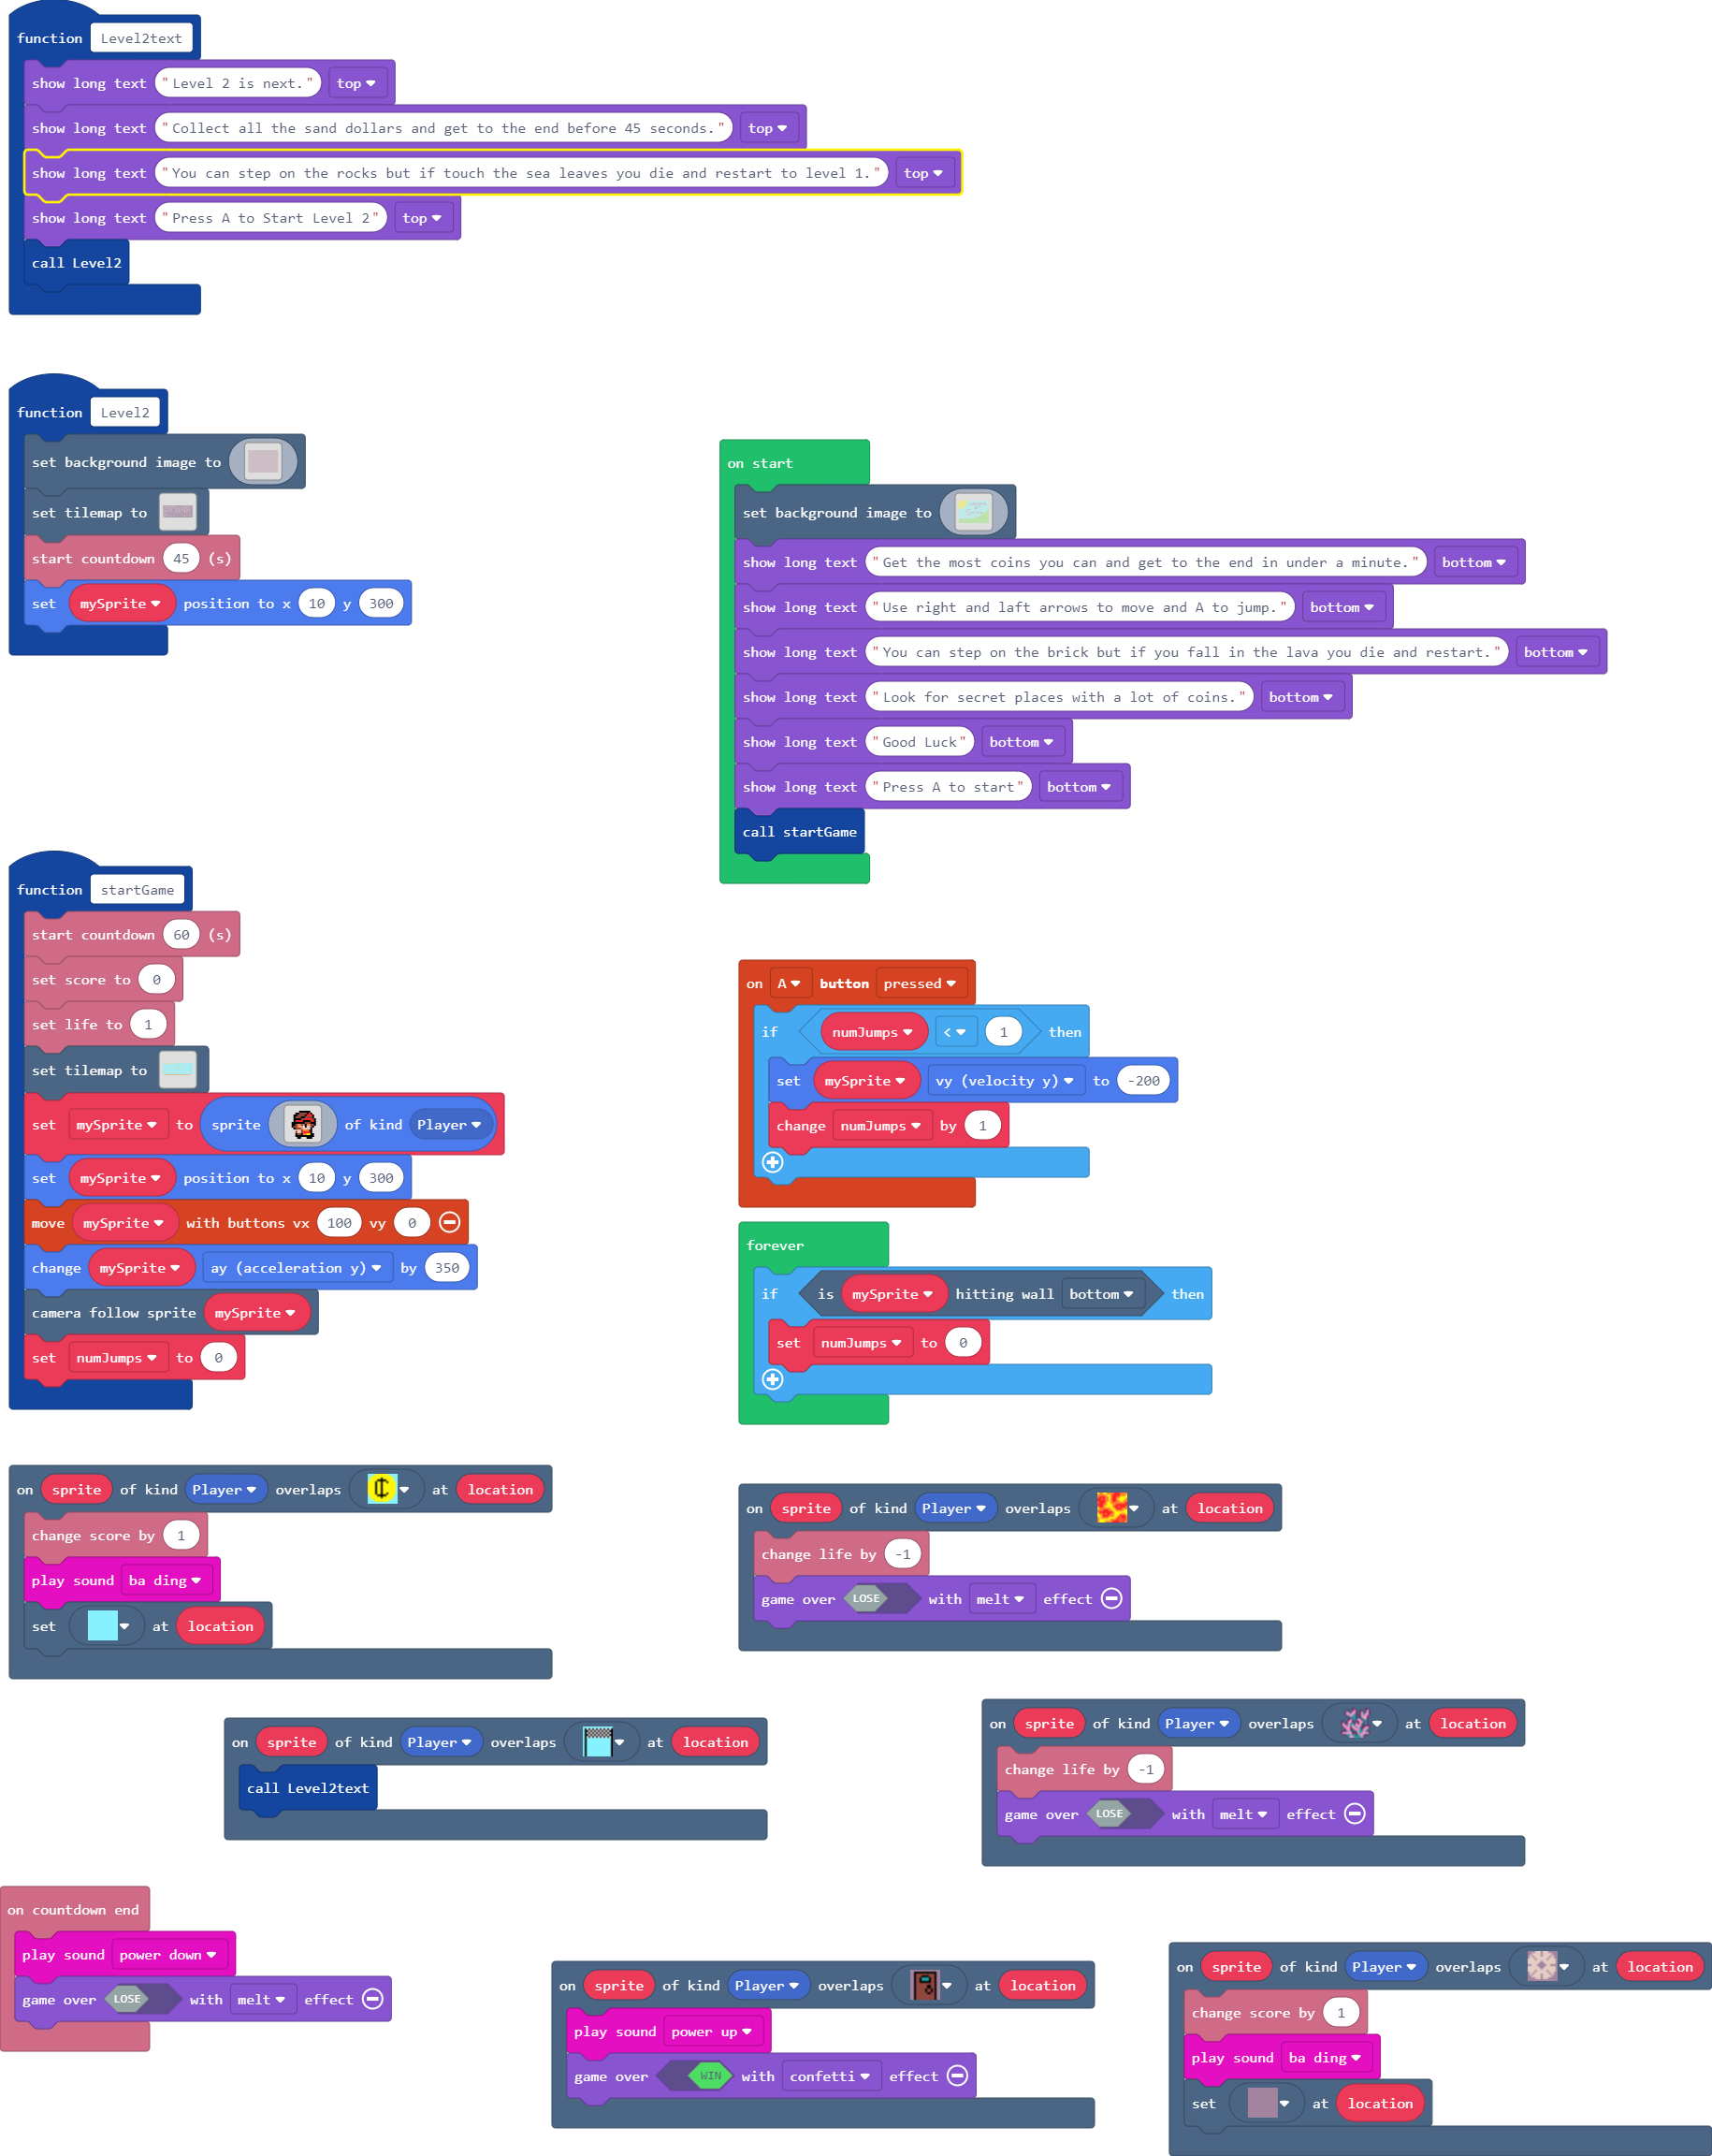 function Level2text
show long text "Level 2 is next." top
show long text "Collect all the sand dollars and get to the end before 45 seconds." top
show long text "You can step on the rocks but if touch the sea leaves you die and restart to level 1." top
show long text "Press A to Start Level 2" top
call Level2
function Level2
set background image to
set tilemap to
start countdown 45 (s)
set mySprite position to x 10 y 300
on start
set background image to
show long text "Get the most coins you can and get to the end in under a minute." bottom
show long text "Use right and left arrows to move and A to jump." bottom
show long text "You can step on the brick but if you fall in the lava you die and restart." bottom
show long text "Look for secret places with a lot of coins." bottom
show long text "Good Luck" bottom
show long text "Press A to start" bottom
call startGame
function startGame
start countdown 60 (s)
set score to 0
set life to 1
set tilemap to
set mySprite to sprite of kind Player
set mySprite position to x 10 y 300
move mySprite with buttons vx 100 vy 0
change mySprite ay (acceleration y) by 350
camera follow sprite mySprite
set numJumps to 0
on A button pressed
if numJumps < 1 then
set mySprite vy (velocity y) to -200
change numJumps by 1
forever
if is mySprite hitting wall bottom then
set numJumps to 0
on sprite of kind Player overlaps at location
change score by 1
play sound ba ding
set at location
on sprite of kind Player overlaps at location
change life by -1
game over LOSE with melt effect
on sprite of kind Player overlaps at location
call Level2text
on sprite of kind Player overlaps at location
change life by -1
game over LOSE with melt effect
on countdown end
play sound power down
game over LOSE with melt effect
on sprite of kind Player overlaps at location
play sound power up
game over WIN with confetti effect
on sprite of kind Player overlaps at location
change score by 1
play sound ba ding
set at location